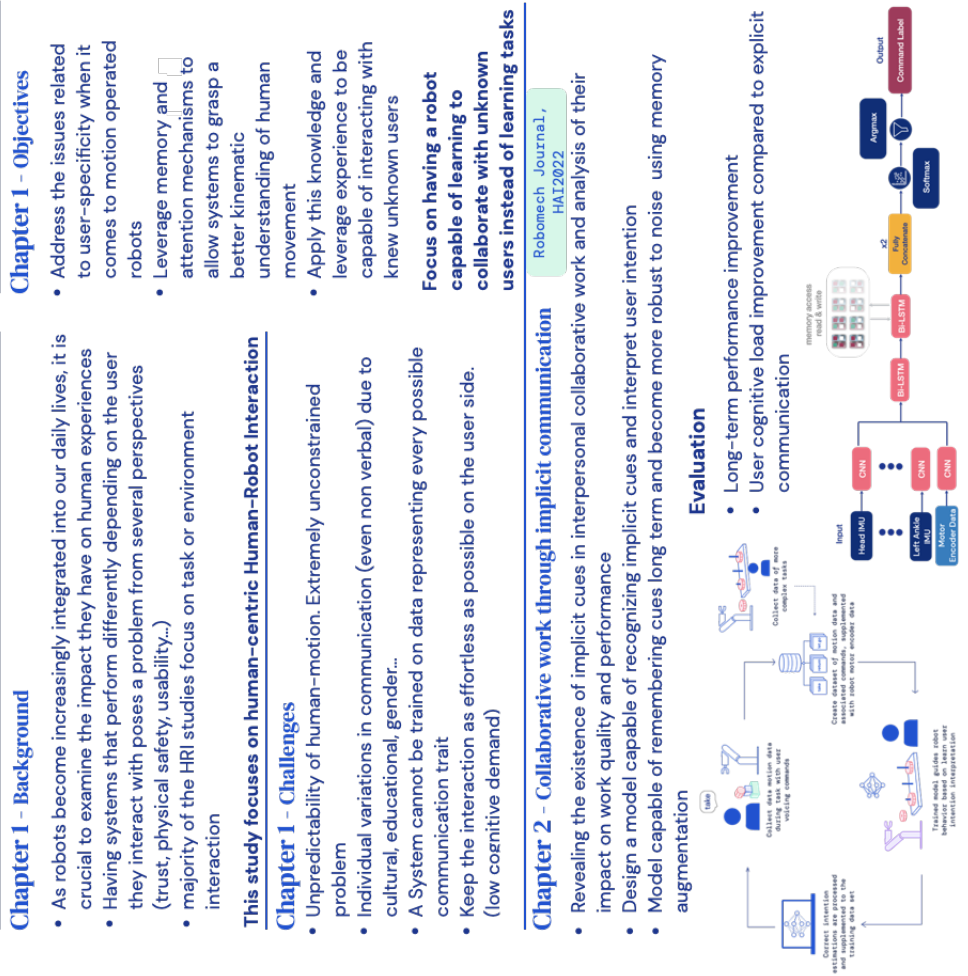 Chapter 1 - Background
As robots become increasingly integrated into our daily lives, it is
crucial to examine the impact they have on human experiences
Having systems that perform differently depending on the user
they interact with poses a problem from several perspectives
(trust, physical safety, usability...)
majority of the HRI studies focus on task or environment
interaction
This study focuses on human-centric Human-Robot Interaction
Chapter 1 - Objectives
Address the issues related
to user-specificity when it
comes to motion operated
robots
Leverage memory and
attention mechanisms to
allow systems to grasp a
better kinematic
understanding of human
movement
Apply this knowledge and
leverage experience to be
capable of interacting with
knew unknown users
Focus on having a robot
capable of learning to
collaborate with unknown
users instead of learning tasks
Chapter 1 - Challenges
Unpredictability of human-motion. Extremely unconstrained
problem
Individual variations in communication (even non verbal) due to
cultural, educational, gender...
A System cannot be trained on data representing every possible
communication trait
Keep the interaction as effortless as possible on the user side.
(low cognitive demand)
Chapter 2 - Collaborative work through implicit communication
Robomech Journal,
HAI2022
Revealing the existence of implicit cues in interpersonal collaborative work and analysis of their
impact on work quality and performance
Design a model capable of recognizing implicit cues and interpret user intention
Model capable of remembering cues long term and become more robust to noise using memory
augmentation
take
Collect data motion data
during task with user
voicing commands
Collect data of more
complex tasks
Create dataset of motion data and
associated commands, supplemented
with robot motor encoder data
Trained model guides robot
behavior based on learn user
intention interpretation
Correct intention
estimations are processed
and supplemented to the
training data set
Evaluation
Long-term performance improvement
User cognitive load improvement compared to explicit
communication
Input
Head IMU
Left Ankle
IMU
Motor
Encoder Data
CNN
CNN
CNN
Bi-LSTM
Bi-LSTM
memory access
read & write
x2
Fully
Concatenate
Softmax
Argmax
Output
Command Label